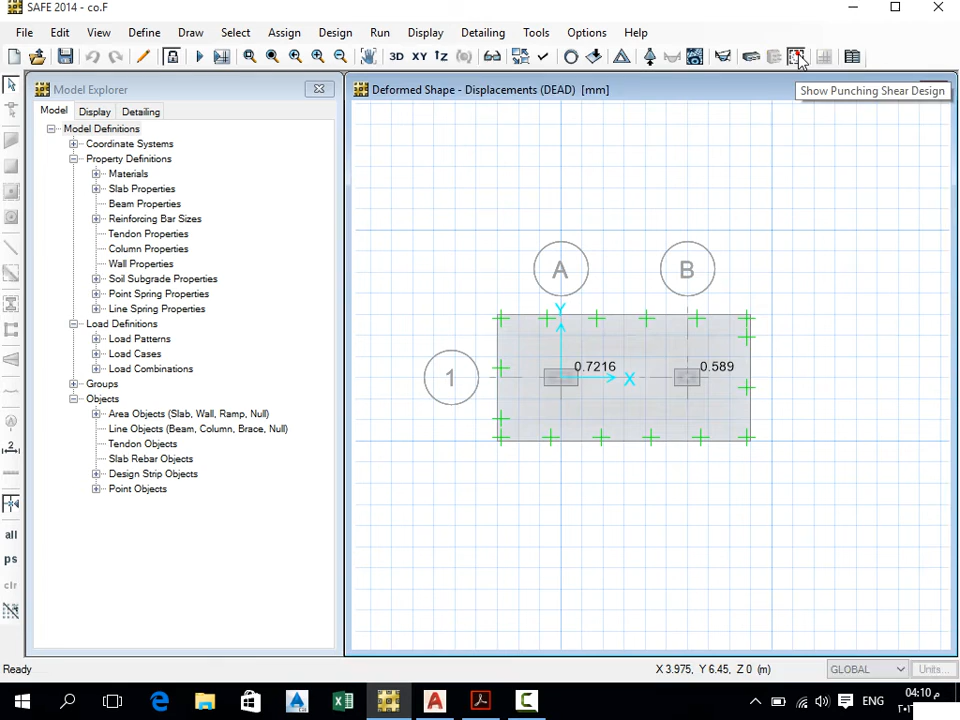 SAFE 2014 - co.F
File Edit View Define Draw Select Assign Design Run Display Detailing Tools Options Help
3D XY
Show Punching Shear Design
Model Explorer
Model Display Detailing
Model Definitions
Coordinate Systems
Property Definitions
Materials
Slab Properties
Beam Properties
Reinforcing Bar Sizes
Tendon Properties
Column Properties
Wall Properties
Soil Subgrade Properties
Point Spring Properties
Line Spring Properties
Load Definitions
Load Patterns
Load Cases
Load Combinations
Groups
Objects
Area Objects (Slab, Wall, Ramp, Null)
Line Objects (Beam, Column, Brace, Null)
Tendon Objects
Slab Rebar Objects
Design Strip Objects
Point Objects
all
ps
clr
Deformed Shape - Displacements (DEAD) [mm]
A B
Y
0.7216 0.589
1
X
Ready
X 3.975, Y 6.45, Z 0 (m)
GLOBAL
Units...
ENG
04:10 م